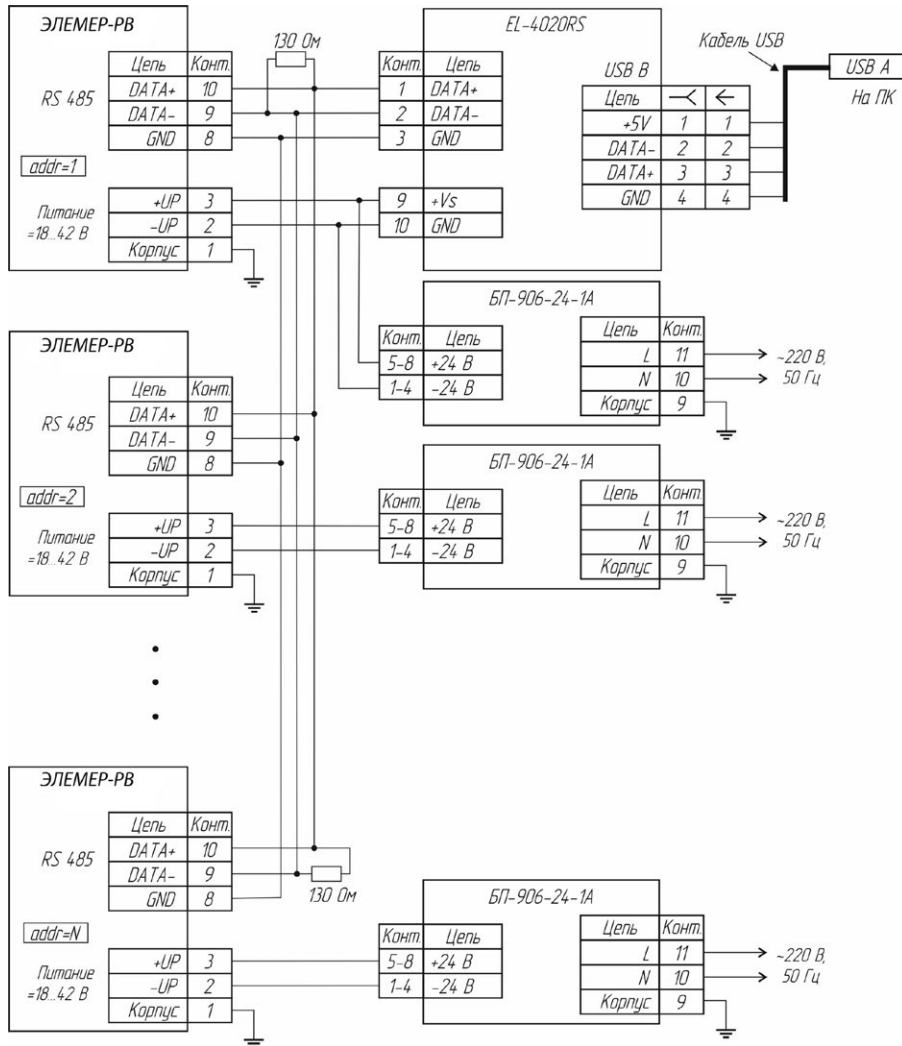 ЭЛЕМЕР-РВ
RS 485
Цепь Конт.
DATA+ 10
DATA- 9
GND 8
addr=1
Питание
=18...42 В
+UP 3
-UP 2
Корпус 1
130 Ом
EL-4020RS
Конт. Цепь
1 DATA+
2 DATA-
3 GND
9 +Vs
10 GND
USB B
Цепь
+5V 1 1
DATA- 2 2
DATA+ 3 3
GND 4 4
Кабель USB
USB A
На ПК
БП-906-24-1А
Конт. Цепь
5-8 +24 В
1-4 -24 В
Цепь Конт.
L 11
N 10
Корпус 9
~220 В,
50 Гц
ЭЛЕМЕР-РВ
RS 485
Цепь Конт.
DATA+ 10
DATA- 9
GND 8
addr=2
Питание
=18...42 В
+UP 3
-UP 2
Корпус 1
БП-906-24-1А
Конт. Цепь
5-8 +24 В
1-4 -24 В
Цепь Конт.
L 11
N 10
Корпус 9
~220 В,
50 Гц
ЭЛЕМЕР-РВ
RS 485
Цепь Конт.
DATA+ 10
DATA- 9
GND 8
addr=N
Питание
=18...42 В
+UP 3
-UP 2
Корпус 1
130 Ом
БП-906-24-1А
Конт. Цепь
5-8 +24 В
1-4 -24 В
Цепь Конт.
L 11
N 10
Корпус 9
~220 В,
50 Гц